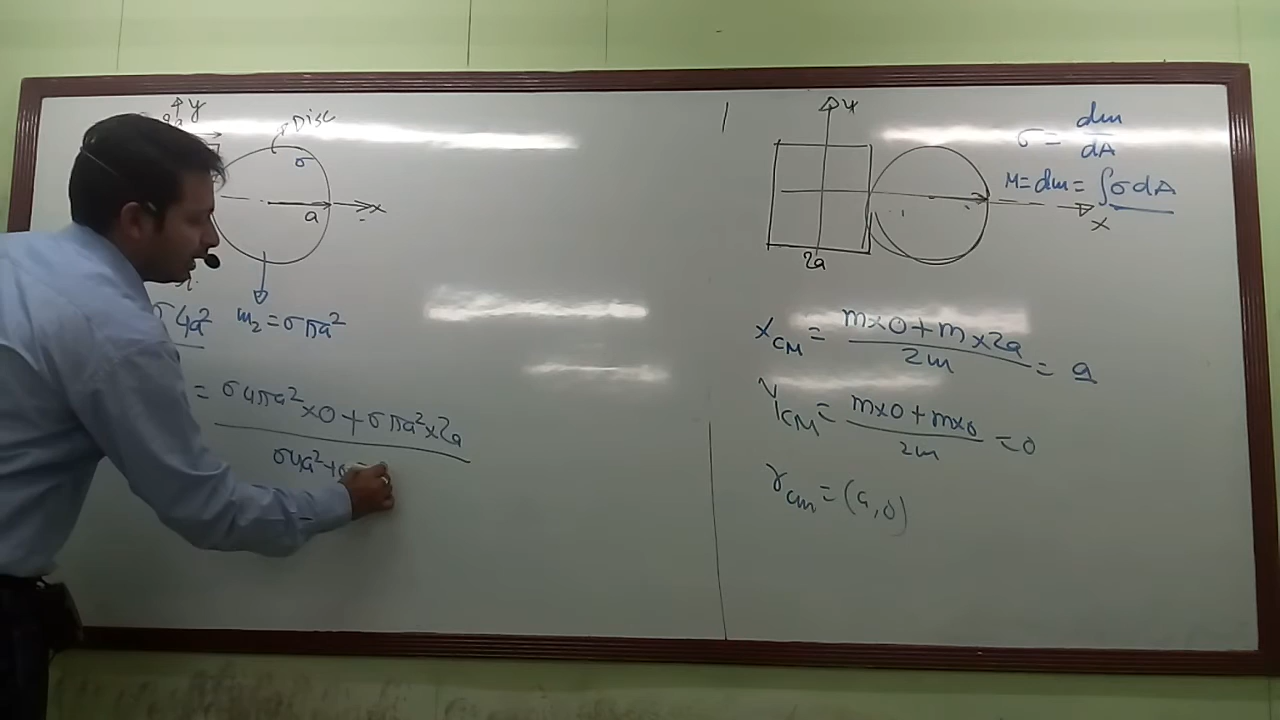 y
Disc
σ
a
x
σ4a²
m₂ = σπa²
= σ4πa²×0 + σπa²×2a
σ4a²+σ
y
2a
x
σ = dm/dA
M = dm = ∫σdA
x_CM = (m×0 + m×2a)/2m = a
Y_CM = (m×0 + m×0)/2m = 0
r_cm = (a, 0)